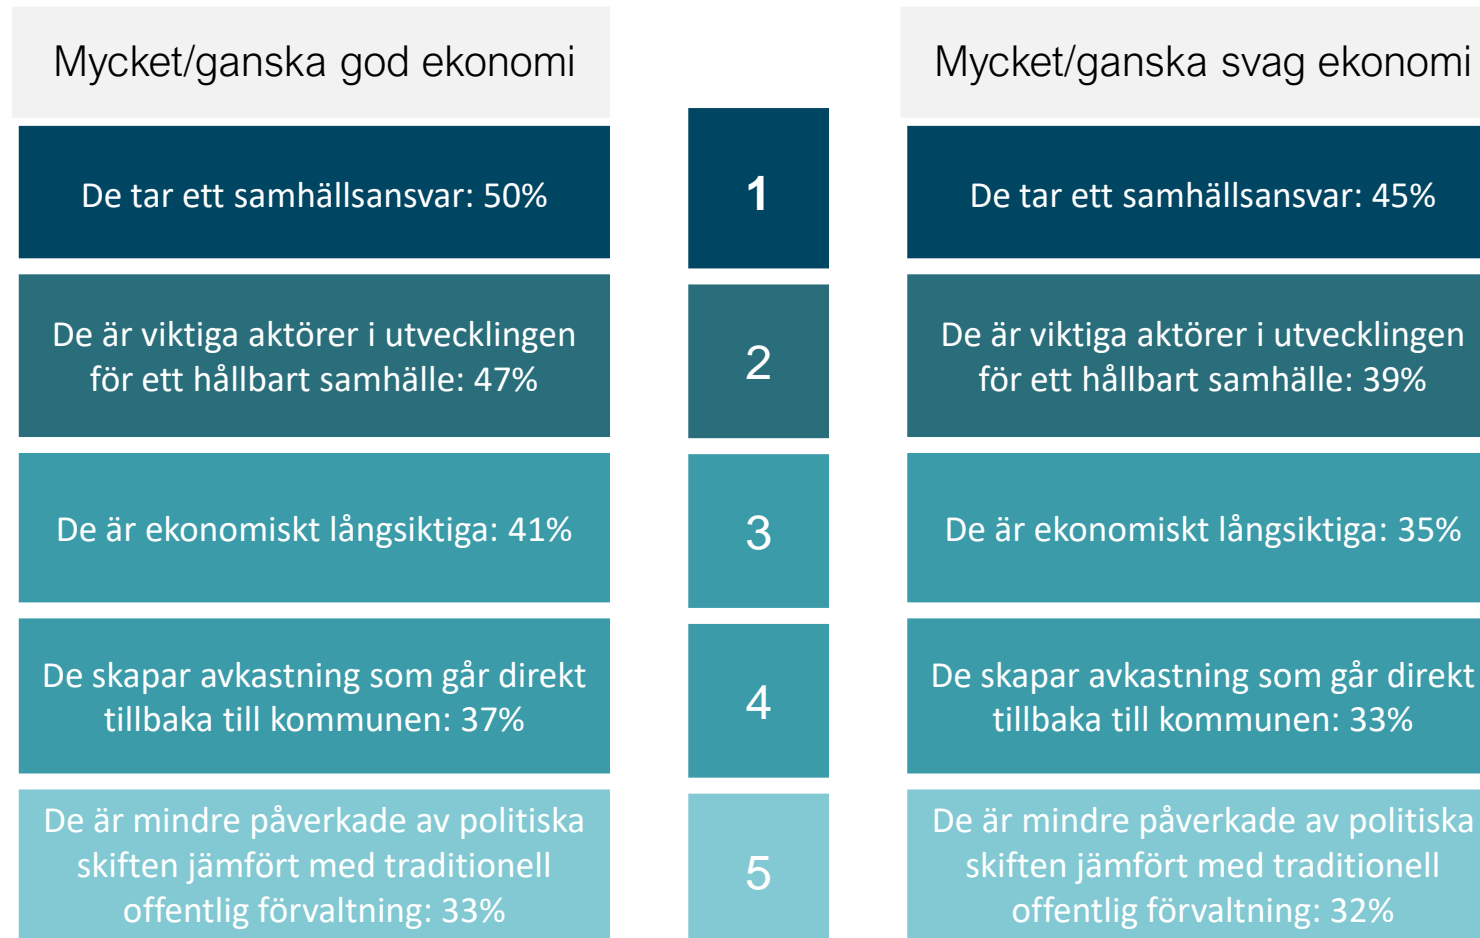 Mycket/ganska god ekonomi
Mycket/ganska svag ekonomi
De tar ett samhällsansvar: 50%
1
De tar ett samhällsansvar: 45%
De är viktiga aktörer i utvecklingen
för ett hållbart samhälle: 47%
2
De är viktiga aktörer i utvecklingen
för ett hållbart samhälle: 39%
De är ekonomiskt långsiktiga: 41%
3
De är ekonomiskt långsiktiga: 35%
De skapar avkastning som går direkt
tillbaka till kommunen: 37%
4
De skapar avkastning som går direkt
tillbaka till kommunen: 33%
De är mindre påverkade av politiska
skiften jämfört med traditionell
offentlig förvaltning: 33%
5
De är mindre påverkade av politiska
skiften jämfört med traditionell
offentlig förvaltning: 32%